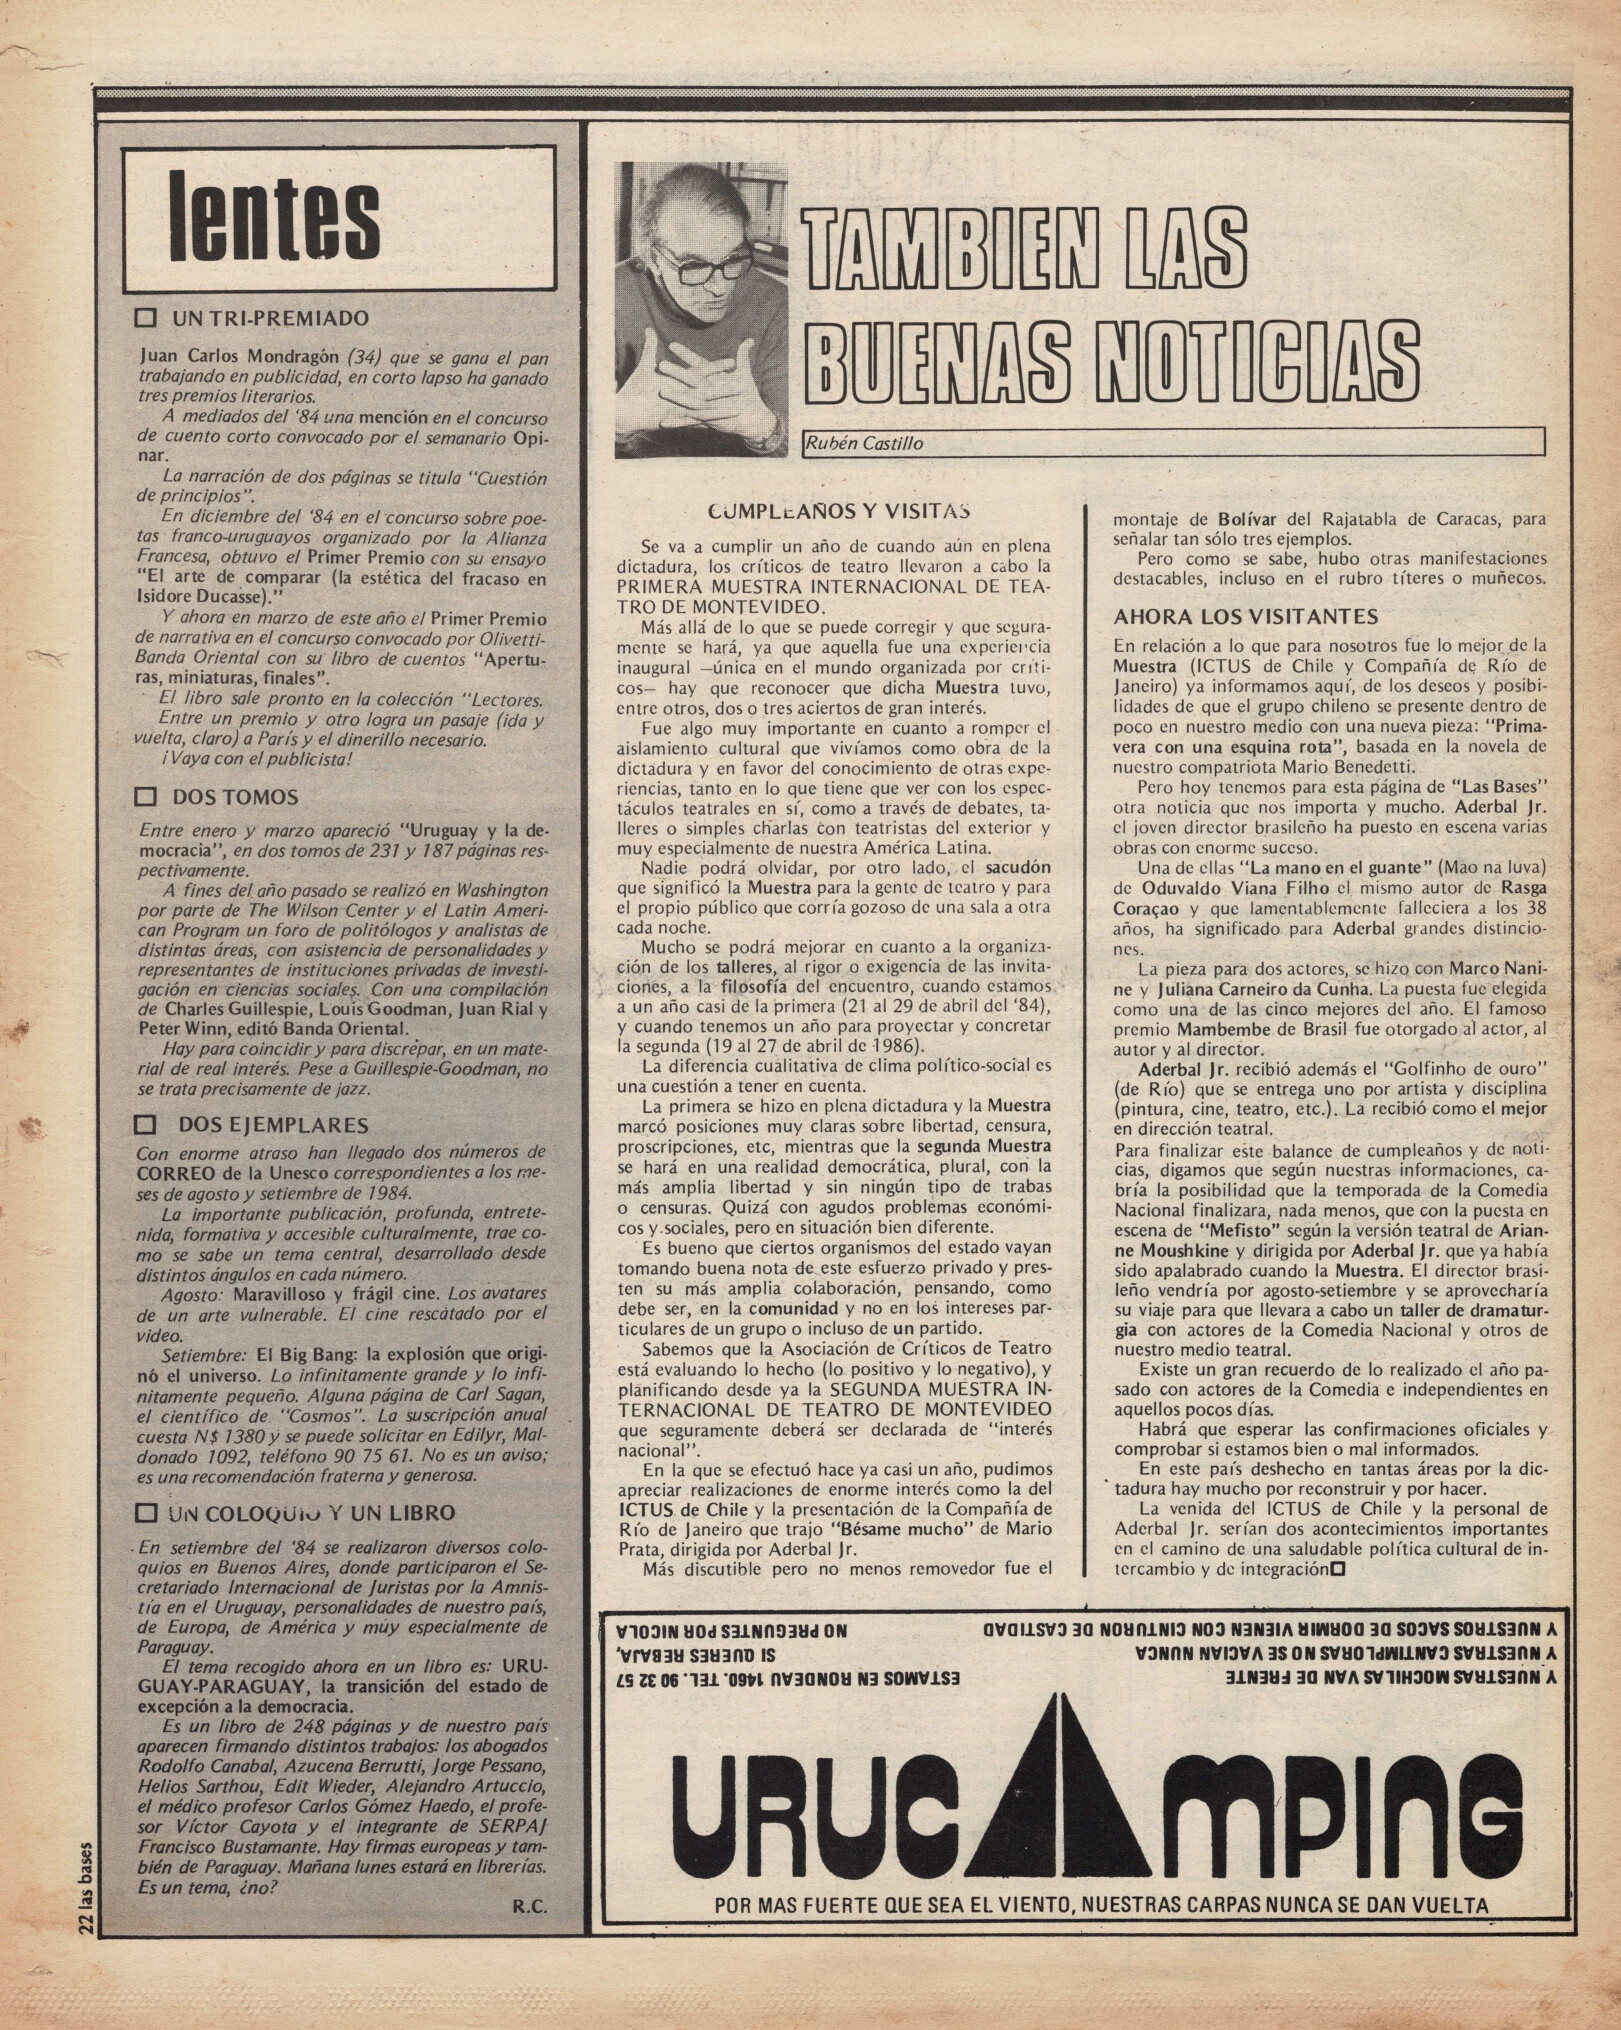 lentes
UN TRI-PREMIADO
Juan Carlos Mondragón (34) que se gana el pan
trabajando en publicidad, en corto lapso ha ganado
tres premios literarios.
A mediados del '84 una mención en el concurso
de cuento corto convocado por el semanario Opi-
nar.
La narración de dos páginas se titula "Cuestión
de principios".
En diciembre del '84 en el concurso sobre poe-
tas franco-uruguayos organizado por la Alianza
Francesa, obtuvo el Primer Premio con su ensayo
"El arte de comparar (la estética del fracaso en
Isidore Ducasse)."
Y ahora en marzo de este año el Primer Premio
de narrativa en el concurso convocado por Olivetti-
Banda Oriental con su libro de cuentos "Apertu-
ras, miniaturas, finales".
El libro sale pronto en la colección "Lectores.
Entre un premio y otro logra un pasaje (ida y
vuelta, claro) a París y el dinerillo necesario.
¡Vaya con el publicista!
DOS TOMOS
Entre enero y marzo apareció "Uruguay y la de-
mocracia", en dos tomos de 231 y 187 páginas res-
pectivamente.
A fines del año pasado se realizó en Washington
por parte de The Wilson Center y el Latin Ameri-
can Program un foro de politólogos y analistas de
distintas áreas, con asistencia de personalidades y
representantes de instituciones privadas de investi-
gación en ciencias sociales. Con una compilación
de Charles Guillespie, Louis Goodman, Juan Rial y
Peter Winn, editó Banda Oriental.
Hay para coincidir y para discrepar, en un mate-
rial de real interés. Pese a Guillespie-Goodman, no
se trata precisamente de jazz.
DOS EJEMPLARES
Con enorme atraso han llegado dos números de
CORREO de la Unesco correspondientes a los me-
ses de agosto y setiembre de 1984.
La importante publicación, profunda, entrete-
nida, formativa y accesible culturalmente, trae co-
mo se sabe un tema central, desarrollado desde
distintos ángulos en cada número.
Agosto: Maravilloso y frágil cine. Los avatares
de un arte vulnerable. El cine rescatado por el
video.
Setiembre: El Big Bang: la explosión que origi-
nó el universo. Lo infinitamente grande y lo infi-
nitamente pequeño. Alguna página de Carl Sagan,
el científico de "Cosmos". La suscripción anual
cuesta N$ 1380 y se puede solicitar en Edilyr, Mal-
donado 1092, teléfono 90 75 61. No es un aviso;
es una recomendación fraterna y generosa.
UN COLOQUIO Y UN LIBRO
En setiembre del '84 se realizaron diversos colo-
quios en Buenos Aires, donde participaron el Se-
cretariado Internacional de Juristas por la Amnis-
tía en el Uruguay, personalidades de nuestro país,
de Europa, de América y muy especialmente de
Paraguay.
El tema recogido ahora en un libro es: URU-
GUAY-PARAGUAY, la transición del estado de
excepción a la democracia.
Es un libro de 248 páginas y de nuestro país
aparecen firmando distintos trabajos: los abogados
Rodolfo Canabal, Azucena Berrutti, Jorge Pessano,
Helios Sarthou, Edit Wieder, Alejandro Artuccio,
el médico profesor Carlos Gómez Haedo, el profe-
sor Víctor Cayota y el integrante de SERPAJ
Francisco Bustamante. Hay firmas europeas y tam-
bién de Paraguay. Mañana lunes estará en librerías.
Es un tema, ¿no?
R.C.
22 las bases
TAMBIEN LAS
BUENAS NOTICIAS
Rubén Castillo
CUMPLEAÑOS Y VISITAS
Se va a cumplir un año de cuando aún en plena
dictadura, los críticos de teatro llevaron a cabo la
PRIMERA MUESTRA INTERNACIONAL DE TEA-
TRO DE MONTEVIDEO.
Más allá de lo que se puede corregir y que segura-
mente se hará, ya que aquella fue una experiencia
inaugural —única en el mundo organizada por críti-
cos— hay que reconocer que dicha Muestra tuvo,
entre otros, dos o tres aciertos de gran interés.
Fue algo muy importante en cuanto a romper el
aislamiento cultural que vivíamos como obra de la
dictadura y en favor del conocimiento de otras expe-
riencias, tanto en lo que tiene que ver con los espec-
táculos teatrales en sí, como a través de debates, ta-
lleres o simples charlas con teatristas del exterior y
muy especialmente de nuestra América Latina.
Nadie podrá olvidar, por otro lado, el sacudón
que significó la Muestra para la gente de teatro y para
el propio público que corría gozoso de una sala a otra
cada noche.
Mucho se podrá mejorar en cuanto a la organiza-
ción de los talleres, al rigor o exigencia de las invita-
ciones, a la filosofía del encuentro, cuando estamos
a un año casi de la primera (21 al 29 de abril del '84),
y cuando tenemos un año para proyectar y concretar
la segunda (19 al 27 de abril de 1986).
La diferencia cualitativa de clima político-social es
una cuestión a tener en cuenta.
La primera se hizo en plena dictadura y la Muestra
marcó posiciones muy claras sobre libertad, censura,
proscripciones, etc, mientras que la segunda Muestra
se hará en una realidad democrática, plural, con la
más amplia libertad y sin ningún tipo de trabas
o censuras. Quizá con agudos problemas económi-
cos y sociales, pero en situación bien diferente.
Es bueno que ciertos organismos del estado vayan
tomando buena nota de este esfuerzo privado y pres-
ten su más amplia colaboración, pensando, como
debe ser, en la comunidad y no en los intereses par-
ticulares de un grupo o incluso de un partido.
Sabemos que la Asociación de Críticos de Teatro
está evaluando lo hecho (lo positivo y lo negativo), y
planificando desde ya la SEGUNDA MUESTRA IN-
TERNACIONAL DE TEATRO DE MONTEVIDEO
que seguramente deberá ser declarada de "interés
nacional".
En la que se efectuó hace ya casi un año, pudimos
apreciar realizaciones de enorme interés como la del
ICTUS de Chile y la presentación de la Compañía de
Río de Janeiro que trajo "Bésame mucho" de Mario
Prata, dirigida por Aderbal Jr.
Más discutible pero no menos removedor fue el
montaje de Bolívar del Rajatabla de Caracas, para
señalar tan sólo tres ejemplos.
Pero como se sabe, hubo otras manifestaciones
destacables, incluso en el rubro títeres o muñecos.
AHORA LOS VISITANTES
En relación a lo que para nosotros fue lo mejor de la
Muestra (ICTUS de Chile y Compañía de Río de
Janeiro) ya informamos aquí, de los deseos y posibi-
lidades de que el grupo chileno se presente dentro de
poco en nuestro medio con una nueva pieza: "Prima-
vera con una esquina rota", basada en la novela de
nuestro compatriota Mario Benedetti.
Pero hoy tenemos para esta página de "Las Bases"
otra noticia que nos importa y mucho. Aderbal Jr.
el joven director brasileño ha puesto en escena varias
obras con enorme suceso.
Una de ellas "La mano en el guante" (Mao na luva)
de Oduvaldo Viana Filho el mismo autor de Rasga
Coraçao y que lamentablemente falleciera a los 38
años, ha significado para Aderbal grandes distincio-
nes.
La pieza para dos actores, se hizo con Marco Nani-
ne y Juliana Carneiro da Cunha. La puesta fue elegida
como una de las cinco mejores del año. El famoso
premio Mambembe de Brasil fue otorgado al actor, al
autor y al director.
Aderbal Jr. recibió además el "Golfinho de ouro"
(de Río) que se entrega uno por artista y disciplina
(pintura, cine, teatro, etc.). La recibió como el mejor
en dirección teatral.
Para finalizar este balance de cumpleaños y de noti-
cias, digamos que según nuestras informaciones, ca-
bría la posibilidad que la temporada de la Comedia
Nacional finalizara, nada menos, que con la puesta en
escena de "Mefisto" según la versión teatral de Arian-
ne Moushkine y dirigida por Aderbal Jr. que ya había
sido apalabrado cuando la Muestra. El director brasi-
leño vendría por agosto-setiembre y se aprovecharía
su viaje para que llevara a cabo un taller de dramatur-
gia con actores de la Comedia Nacional y otros de
nuestro medio teatral.
Existe un gran recuerdo de lo realizado el año pa-
sado con actores de la Comedia e independientes en
aquellos pocos días.
Habrá que esperar las confirmaciones oficiales y
comprobar si estamos bien o mal informados.
En este país deshecho en tantas áreas por la dic-
tadura hay mucho por reconstruir y por hacer.
La venida del ICTUS de Chile y la personal de
Aderbal Jr. serían dos acontecimientos importantes
en el camino de una saludable política cultural de in-
tercambio y de integración
Y NUESTRAS MOCHILAS VAN DE FRENTE
Y NUESTRAS CANTIMPLORAS NO SE VACIAN NUNCA
Y NUESTROS SACOS DE DORMIR VIENEN CON CINTURON DE CASTIDAD
ESTAMOS EN RONDEAU 1460. TEL. 90 32 57
SI QUERES REBAJA,
NO PREGUNTES POR NICOLA
URUCAMPING
POR MAS FUERTE QUE SEA EL VIENTO, NUESTRAS CARPAS NUNCA SE DAN VUELTA